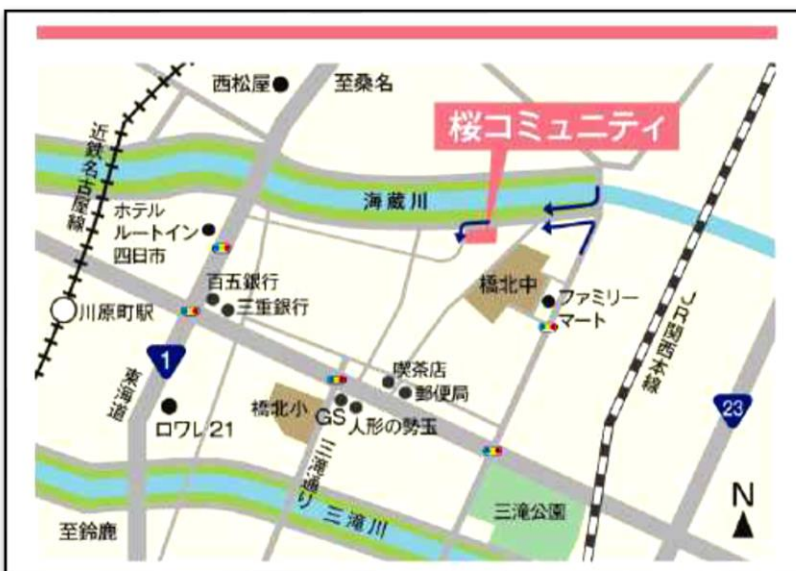 西松屋
至桑名
桜コミュニティ
近鉄名古屋線
海蔵川
ホテル
ルートイン
四日市
百五銀行
三重銀行
川原町駅
橋北中
ファミリー
マート
JR関西本線
1
東海道
ロワレ21
橋北小
喫茶店
郵便局
GS
人形の勢玉
23
三滝通り
三滝川
三滝公園
至鈴鹿
N